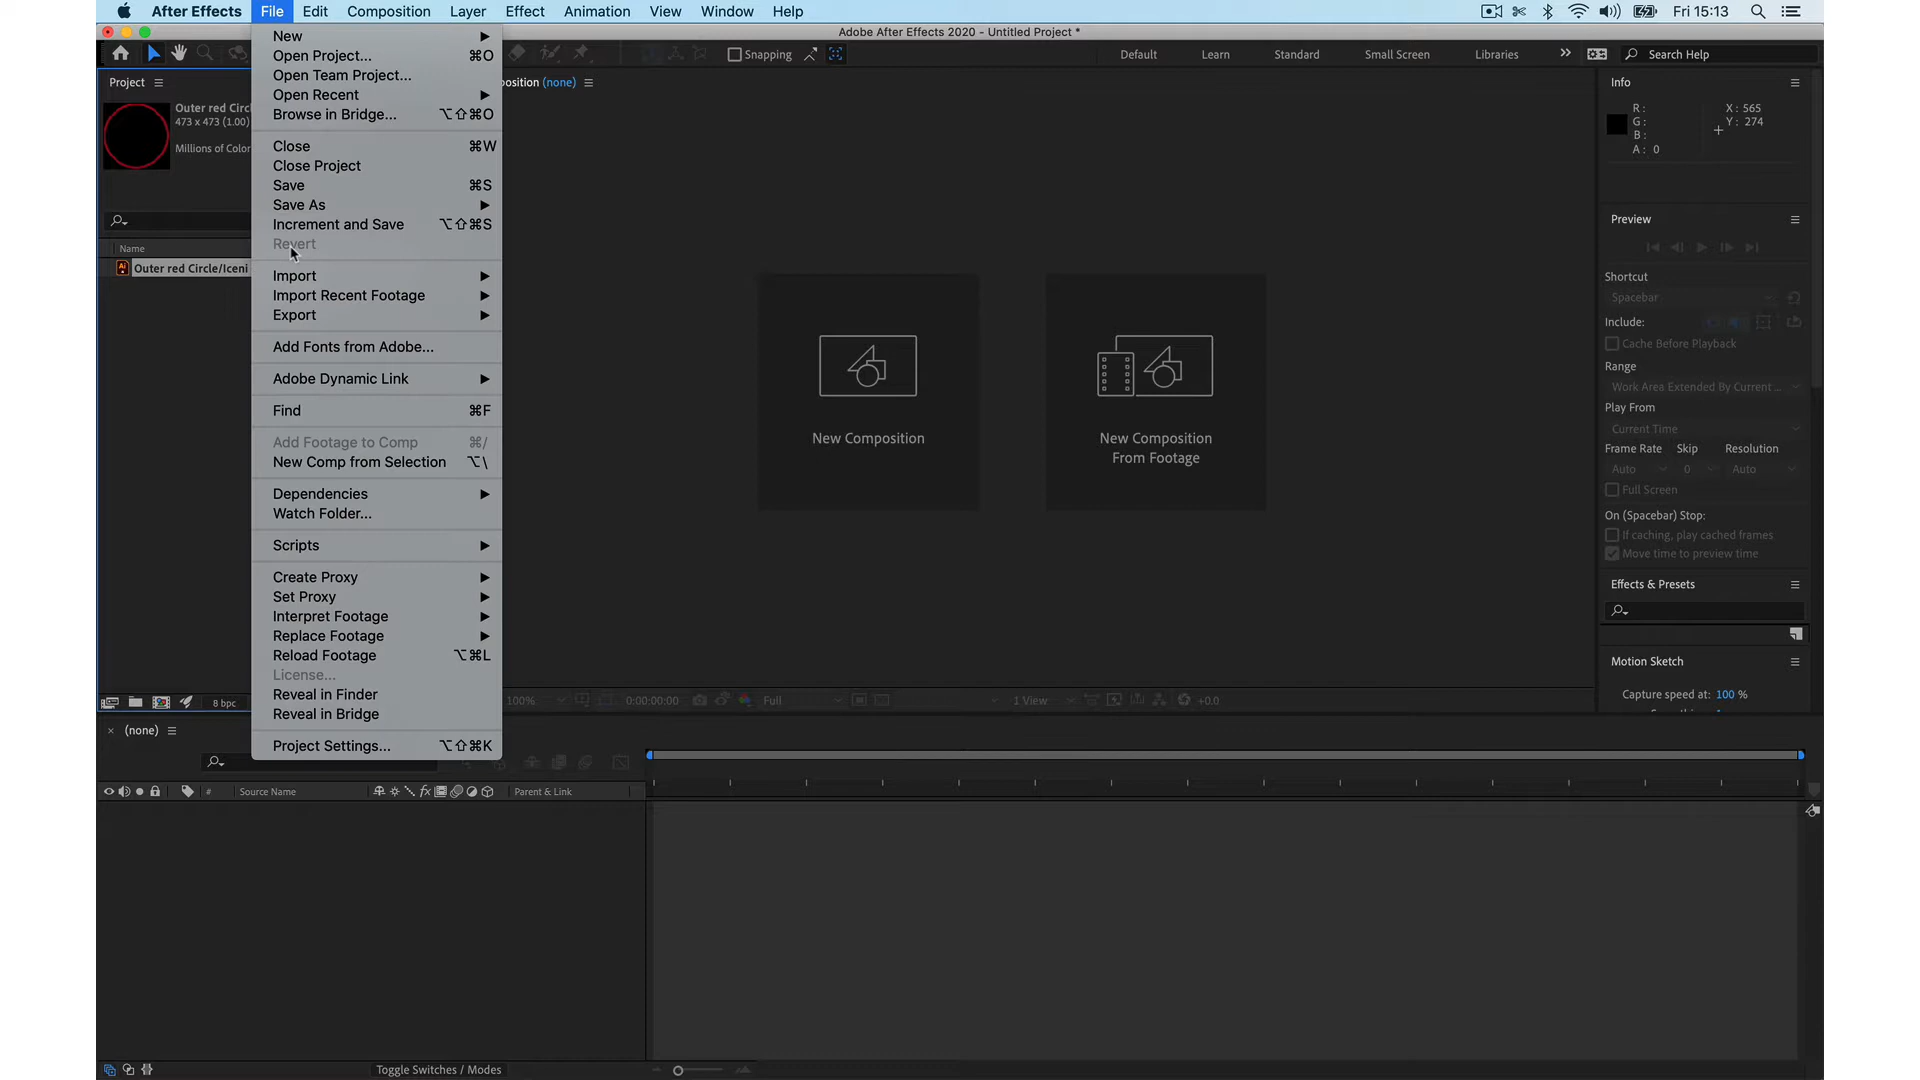 After Effects File Edit Composition Layer Effect Animation View Window Help Fri 15:13
Adobe After Effects 2020 - Untitled Project *
Snapping Default Learn Standard Small Screen Libraries » Search Help
Project
osition (none)
Outer red Circ
473 x 473 (1.00)
Millions of Color
Name
Outer red Circle/Iceni
8 bpc
New
Open Project... ⌘O
Open Team Project...
Open Recent
Browse in Bridge... ⌥⇧⌘O
Close ⌘W
Close Project
Save ⌘S
Save As
Increment and Save ⌥⇧⌘S
Revert
Import
Import Recent Footage
Export
Add Fonts from Adobe...
Adobe Dynamic Link
Find ⌘F
Add Footage to Comp ⌘/
New Comp from Selection ⌥\
Dependencies
Watch Folder...
Scripts
Create Proxy
Set Proxy
Interpret Footage
Replace Footage
Reload Footage ⌥⌘L
License...
Reveal in Finder
Reveal in Bridge
Project Settings... ⌥⇧⌘K
New Composition
New Composition
From Footage
100% 0:00:00:00 Full 1 View +0.0
Info
R: X: 565
G: Y: 274
B:
A: 0
Preview
Shortcut
Spacebar
Include:
Cache Before Playback
Range
Work Area Extended By Current ...
Play From
Current Time
Frame Rate Skip Resolution
Auto 0 Auto
Full Screen
On (Spacebar) Stop:
If caching, play cached frames
Move time to preview time
Effects & Presets
Motion Sketch
Capture speed at: 100 %
× (none)
# Source Name Parent & Link
Toggle Switches / Modes